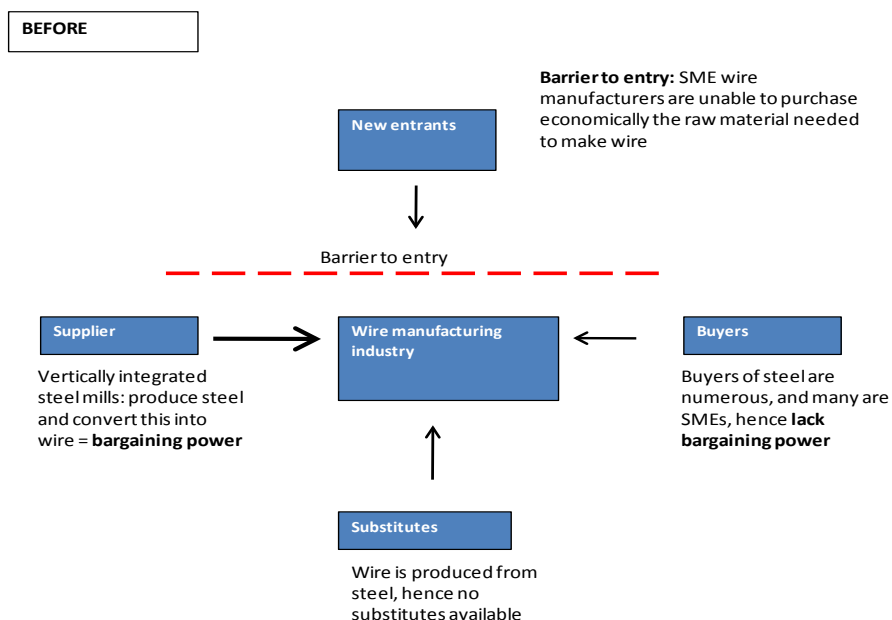 BEFORE
Barrier to entry: SME wire
manufacturers are unable to purchase
economically the raw material needed
to make wire
New entrants
Barrier to entry
Supplier
Wire manufacturing
industry
Buyers
Vertically integrated
steel mills: produce steel
and convert this into
wire = bargaining power
Buyers of steel are
numerous, and many are
SMEs, hence lack
bargaining power
Substitutes
Wire is produced from
steel, hence no
substitutes available